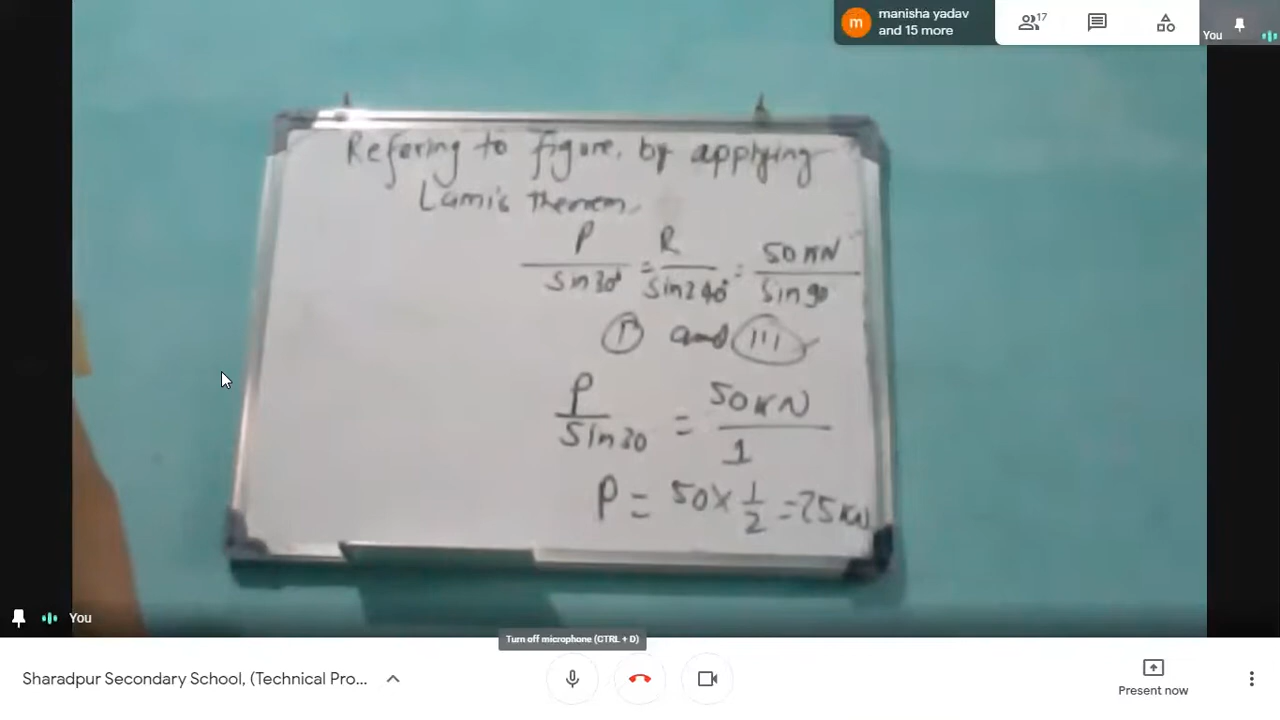 manisha yadav
and 15 more
17
You
Refering to figure, by applying
Lami's theorem,
P/sin30° = R/sin240° = 50 KN/sin90
I and III
P/sin30 = 50KN/1
P = 50 × 1/2 = 25KN
You
Turn off microphone (CTRL + D)
Sharadpur Secondary School, (Technical Pro...
Present now